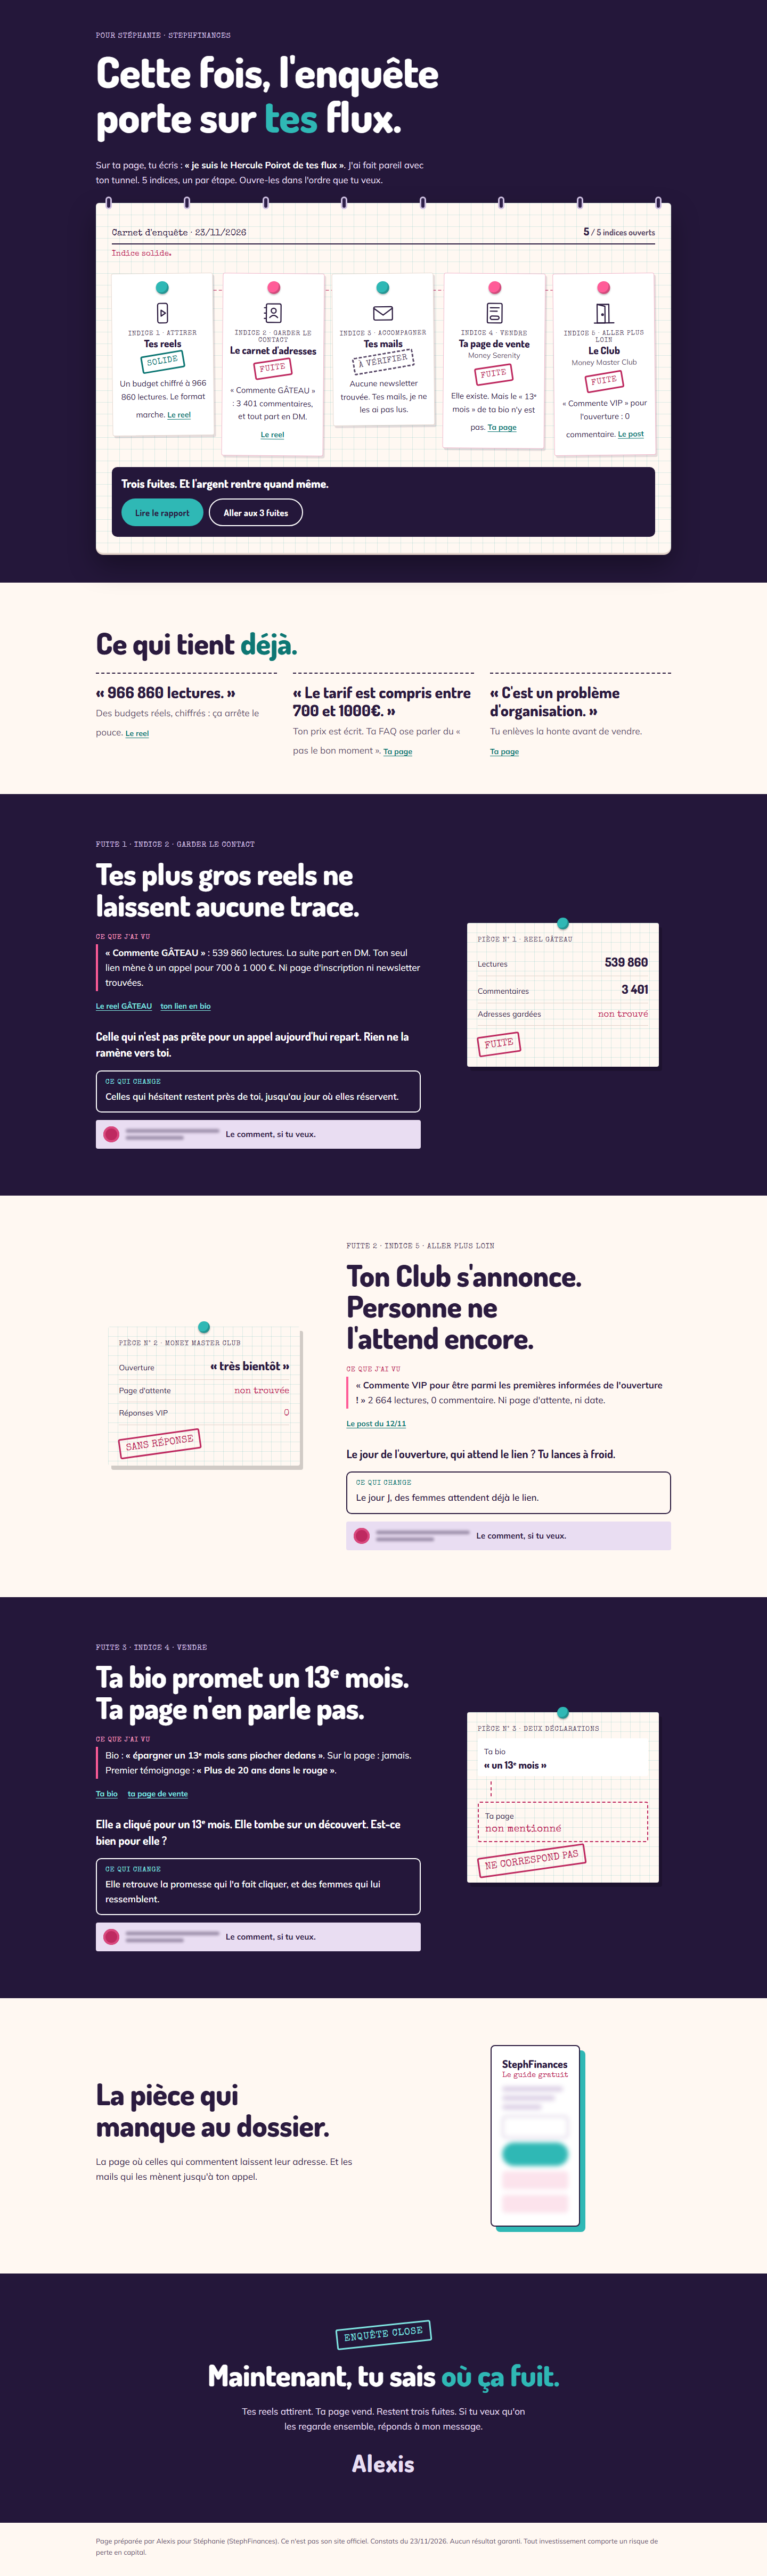 POUR STÉPHANIE · STEPHFINANCES
Cette fois, l'enquête
porte sur tes flux.
Sur ta page, tu écris : « je suis le Hercule Poirot de tes flux ». J'ai fait pareil avec
ton tunnel. 5 indices, un par étape. Ouvre-les dans l'ordre que tu veux.
Carnet d'enquête · 23/11/2026
5 / 5 indices ouverts
Indice solide.
INDICE 1 · ATTIRER
Tes reels
SOLIDE
Un budget chiffré à 966
860 lectures. Le format
marche. Le reel
INDICE 2 · GARDER LE
CONTACT
Le carnet d'adresses
FUITE
« Commente GÂTEAU »
: 3 401 commentaires,
et tout part en DM.
Le reel
INDICE 3 · ACCOMPAGNER
Tes mails
À VÉRIFIER
Aucune newsletter
trouvée. Tes mails, je ne
les ai pas lus.
INDICE 4 · VENDRE
Ta page de vente
Money Serenity
FUITE
Elle existe. Mais le « 13ᵉ
mois » de ta bio n'y est
pas. Ta page
INDICE 5 · ALLER PLUS
LOIN
Le Club
Money Master Club
FUITE
« Commente VIP » pour
l'ouverture : 0
commentaire. Le post
Trois fuites. Et l'argent rentre quand même.
Lire le rapport
Aller aux 3 fuites
Ce qui tient déjà.
« 966 860 lectures. »
Des budgets réels, chiffrés : ça arrête le
pouce. Le reel
« Le tarif est compris entre
700 et 1000€. »
Ton prix est écrit. Ta FAQ ose parler du «
pas le bon moment ». Ta page
« C'est un problème
d'organisation. »
Tu enlèves la honte avant de vendre.
Ta page
FUITE 1 · INDICE 2 · GARDER LE CONTACT
Tes plus gros reels ne
laissent aucune trace.
CE QUE J'AI VU
« Commente GÂTEAU » : 539 860 lectures. La suite part en DM. Ton seul
lien mène à un appel pour 700 à 1 000 €. Ni page d'inscription ni newsletter
trouvées.
Le reel GÂTEAU ton lien en bio
Celle qui n'est pas prête pour un appel aujourd'hui repart. Rien ne la
ramène vers toi.
CE QUI CHANGE
Celles qui hésitent restent près de toi, jusqu'au jour où elles réservent.
Le comment, si tu veux.
PIÈCE N° 1 · REEL GÂTEAU
Lectures 539 860
Commentaires 3 401
Adresses gardées non trouvé
FUITE
FUITE 2 · INDICE 5 · ALLER PLUS LOIN
Ton Club s'annonce.
Personne ne
l'attend encore.
CE QUE J'AI VU
« Commente VIP pour être parmi les premières informées de l'ouverture
! » 2 664 lectures, 0 commentaire. Ni page d'attente, ni date.
Le post du 12/11
Le jour de l'ouverture, qui attend le lien ? Tu lances à froid.
CE QUI CHANGE
Le jour J, des femmes attendent déjà le lien.
Le comment, si tu veux.
PIÈCE N° 2 · MONEY MASTER CLUB
Ouverture « très bientôt »
Page d'attente non trouvée
Réponses VIP 0
SANS RÉPONSE
FUITE 3 · INDICE 4 · VENDRE
Ta bio promet un 13ᵉ mois.
Ta page n'en parle pas.
CE QUE J'AI VU
Bio : « épargner un 13ᵉ mois sans piocher dedans ». Sur la page : jamais.
Premier témoignage : « Plus de 20 ans dans le rouge ».
Ta bio ta page de vente
Elle a cliqué pour un 13ᵉ mois. Elle tombe sur un découvert. Est-ce
bien pour elle ?
CE QUI CHANGE
Elle retrouve la promesse qui l'a fait cliquer, et des femmes qui lui
ressemblent.
Le comment, si tu veux.
PIÈCE N° 3 · DEUX DÉCLARATIONS
Ta bio
« un 13ᵉ mois »
Ta page
non mentionné
NE CORRESPOND PAS
La pièce qui
manque au dossier.
La page où celles qui commentent laissent leur adresse. Et les
mails qui les mènent jusqu'à ton appel.
StephFinances
Le guide gratuit
ENQUÊTE CLOSE
Maintenant, tu sais où ça fuit.
Tes reels attirent. Ta page vend. Restent trois fuites. Si tu veux qu'on
les regarde ensemble, réponds à mon message.
Alexis
Page préparée par Alexis pour Stéphanie (StephFinances). Ce n'est pas son site officiel. Constats du 23/11/2026. Aucun résultat garanti. Tout investissement comporte un risque de
perte en capital.